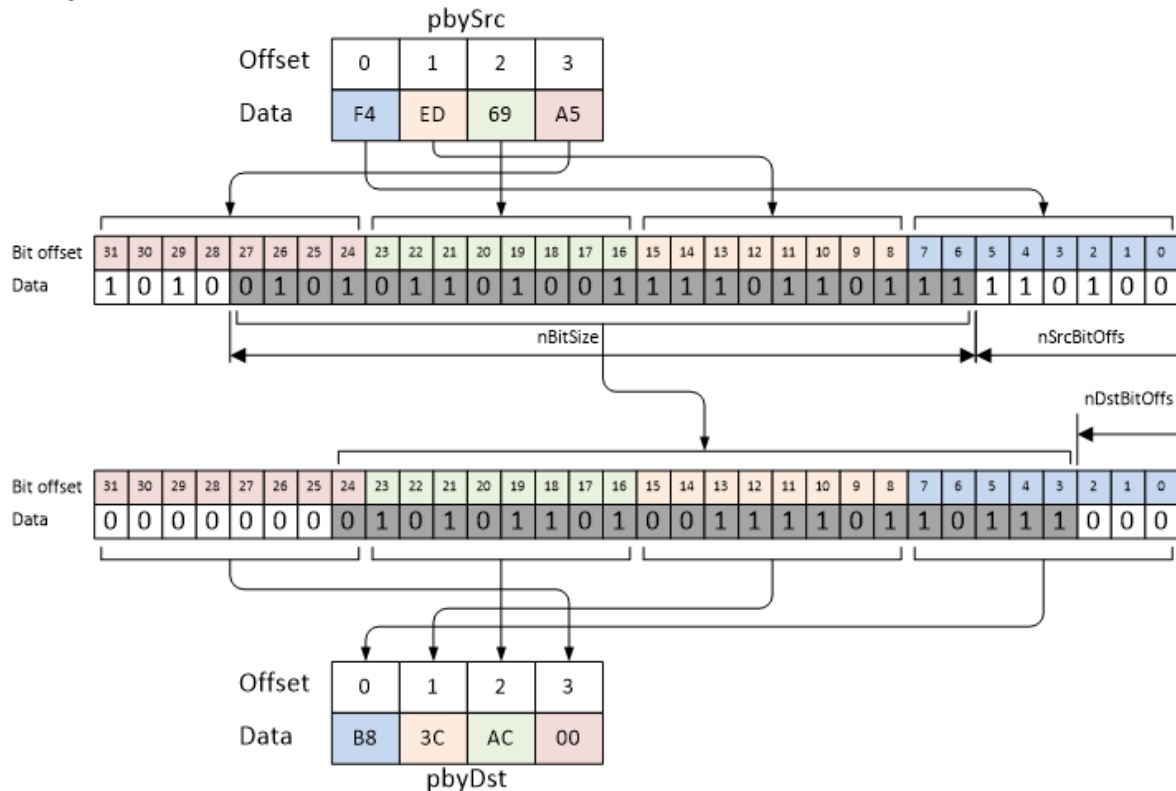 pbySrc
Offset 0 1 2 3
Data F4 ED 69 A5
Bit offset 31 30 29 28 27 26 25 24 23 22 21 20 19 18 17 16 15 14 13 12 11 10 9 8 7 6 5 4 3 2 1 0
Data 1 0 1 0 0 1 0 1 0 1 1 0 1 0 0 1 1 1 1 0 1 1 0 1 1 1 1 1 0 1 0 0
nBitSize nSrcBitOffs
nDstBitOffs
Bit offset 31 30 29 28 27 26 25 24 23 22 21 20 19 18 17 16 15 14 13 12 11 10 9 8 7 6 5 4 3 2 1 0
Data 0 0 0 0 0 0 0 0 1 0 1 0 1 1 0 1 0 0 1 1 1 1 0 1 1 0 1 1 1 0 0 0
Offset 0 1 2 3
Data B8 3C AC 00
pbyDst